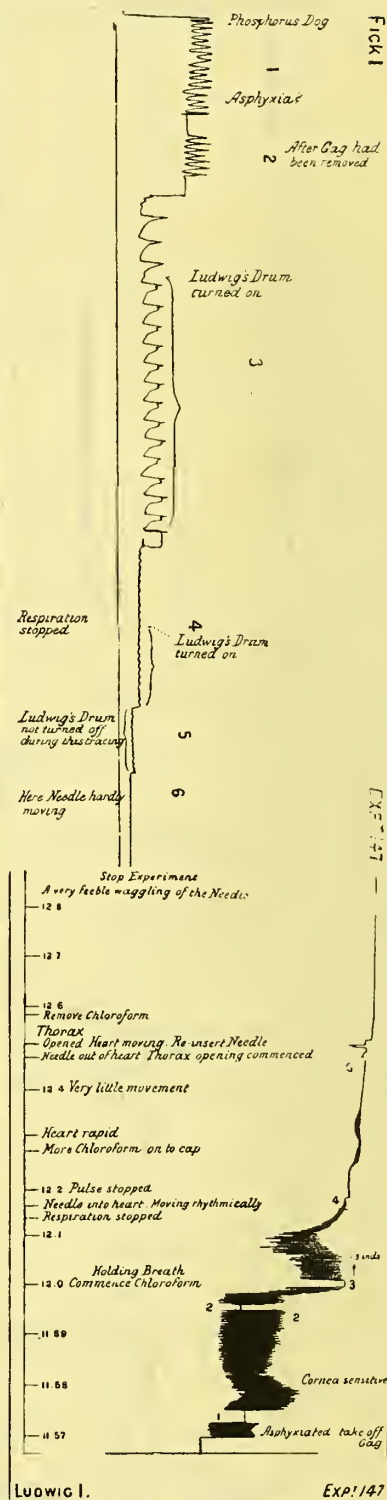 FICK I
Phosphorus Dog
1
Asphyxia
2
After Gag had
been removed
Ludwig's Drum
turned on
3
Respiration
stopped
4
Ludwig's Drum
turned on
Ludwig's Drum
not turned off
during this tracing
5
Here Needle hardly
moving
6
EXPT 147
Stop Experiment
A very feeble waggling of the Needle
12 8
12 7
12 6
Remove Chloroform
Thorax
Opened Heart moving. Re-insert Needle
Needle out of heart Thorax opening commenced
12 4 Very little movement
Heart rapid
More Chloroform on to cap
12 2 Pulse stopped
4
Needle into heart. Moving rhythmically
Respiration stopped
12.1
Holding Breath
12.0 Commence Chloroform
3
2
2
11 59
11 58
Cornea sensitive
1
11 57
Asphyxiated take off
Gag
LUDWIG I.
EXPT 147